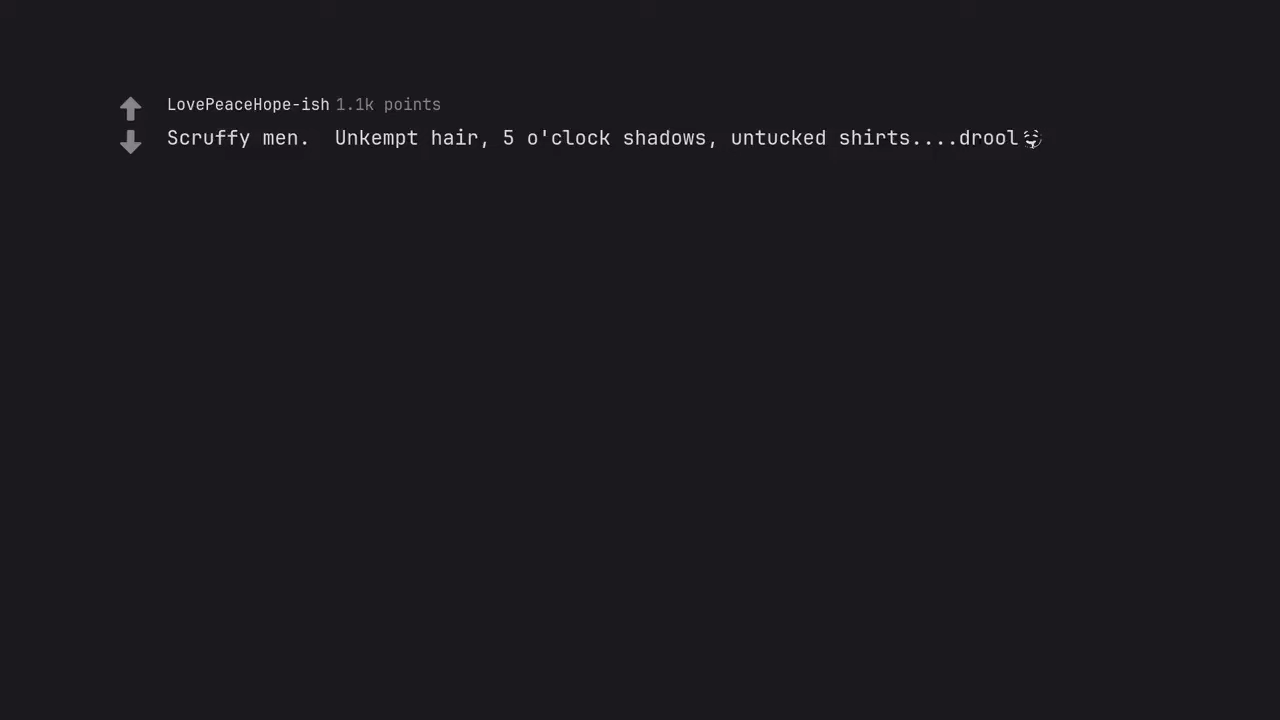 LovePeaceHope-ish 1.1k points
Scruffy men.  Unkempt hair, 5 o'clock shadows, untucked shirts....drool